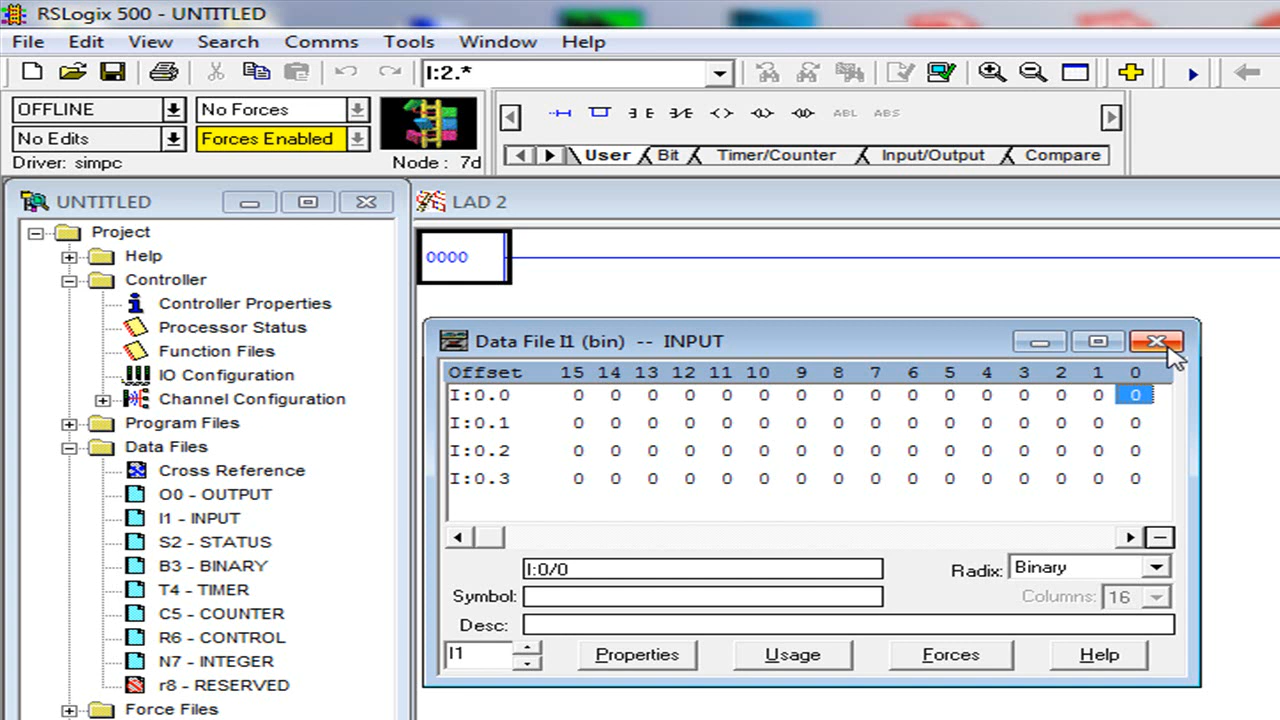 RSLogix 500 - UNTITLED
File Edit View Search Comms Tools Window Help
I:2.*
OFFLINE No Forces
No Edits Forces Enabled
Driver: simpc Node: 7d
ABL ABS
User Bit Timer/Counter Input/Output Compare
UNTITLED
Project
Help
Controller
Controller Properties
Processor Status
Function Files
IO Configuration
Channel Configuration
Program Files
Data Files
Cross Reference
O0 - OUTPUT
I1 - INPUT
S2 - STATUS
B3 - BINARY
T4 - TIMER
C5 - COUNTER
R6 - CONTROL
N7 - INTEGER
r8 - RESERVED
Force Files
LAD 2
0000
Data File I1 (bin) -- INPUT
Offset 15 14 13 12 11 10 9 8 7 6 5 4 3 2 1 0
I:0.0 0 0 0 0 0 0 0 0 0 0 0 0 0 0 0 0
I:0.1 0 0 0 0 0 0 0 0 0 0 0 0 0 0 0 0
I:0.2 0 0 0 0 0 0 0 0 0 0 0 0 0 0 0 0
I:0.3 0 0 0 0 0 0 0 0 0 0 0 0 0 0 0 0
I:0/0 Radix: Binary
Symbol: Columns: 16
Desc:
I1 Properties Usage Forces Help